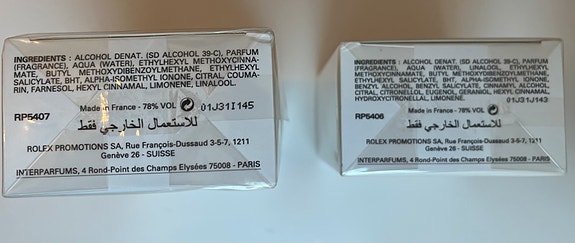 INGREDIENTS : ALCOHOL DENAT. (SD ALCOHOL 39-C), PARFUM
(FRAGRANCE), AQUA (WATER), ETHYLHEXYL METHOXYCINNA-
MATE, BUTYL METHOXYDIBENZOYLMETHANE, ETHYLHEXYL
SALICYLATE, BHT, ALPHA-ISOMETHYL IONONE, CITRAL, COUMA-
RIN, FARNESOL, HEXYL CINNAMAL, LIMONENE, LINALOOL.
Made in France - 78% VOL 01J31I145
RP5407
للاستعمال الخارجي فقط
ROLEX PROMOTIONS SA, Rue François-Dussaud 3-5-7, 1211
Genève 26 - SUISSE
INTERPARFUMS, 4 Rond-Point des Champs Elysées 75008 - PARIS
INGREDIENTS : ALCOHOL DENAT. (SD ALCOHOL 39-C), PARFUM
(FRAGRANCE), AQUA (WATER), LINALOOL, ETHYLHEXYL
METHOXYCINNAMATE, BUTYL METHOXYDIBENZOYLMETHANE,
ETHYLHEXYL SALICYLATE, LIMONENE, BHT, ALPHA-ISOMETHYL IONONE,
BENZYL ALCOHOL, BENZYL SALICYLATE, CINNAMYL ALCOHOL,
CITRAL, CITRONELLOL, EUGENOL, GERANIOL, HEXYL CINNAMAL,
HYDROXYCITRONELLAL, LIMONENE.
01J31J143
Made in France - 78% VOL
RP5406
للاستعمال الخارجي فقط
ROLEX PROMOTIONS SA, Rue François-Dussaud 3-5-7, 1211
Genève 26 - SUISSE
INTERPARFUMS, 4 Rond-Point des Champs Elysées 75008 - PARIS